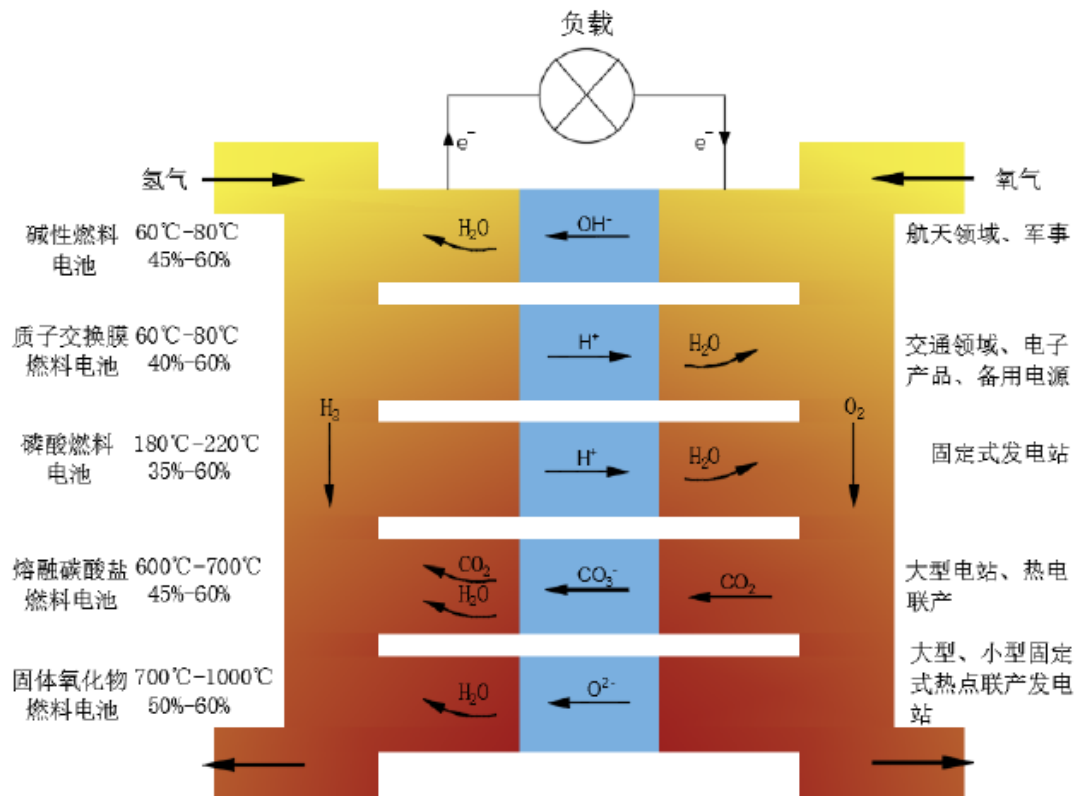 负载
e⁻
e⁻
氢气
氧气
碱性燃料
电池
60℃-80℃
45%-60%
H₂O
OH⁻
航天领域、军事
质子交换膜
燃料电池
60℃-80℃
40%-60%
H⁺
H₂O
交通领域、电子
产品、备用电源
H₂
O₂
磷酸燃料
电池
180℃-220℃
35%-60%
H⁺
H₂O
固定式发电站
熔融碳酸盐
燃料电池
600℃-700℃
45%-60%
CO₂
H₂O
CO₃⁻
CO₂
大型电站、热电
联产
固体氧化物
燃料电池
700℃-1000℃
50%-60%
H₂O
O²⁻
大型、小型固定
式热点联产发电
站